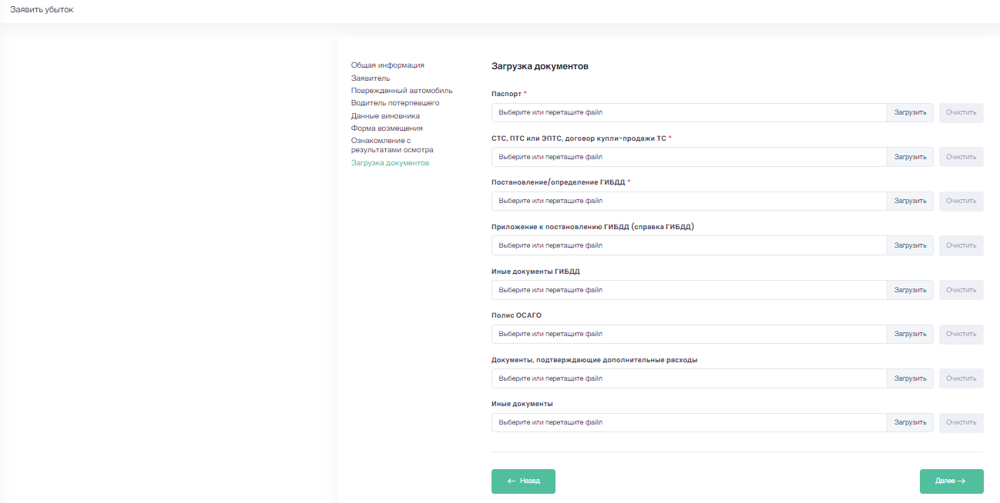 Заявить убыток
Общая информация
Заявитель
Поврежденный автомобиль
Водитель потерпевшего
Данные виновника
Форма возмещения
Ознакомление с
результатами осмотра
Загрузка документов
Загрузка документов
Паспорт *
Выберите или перетащите файл Загрузить Очистить
СТС, ПТС или ЭПТС, договор купли-продажи ТС *
Выберите или перетащите файл Загрузить Очистить
Постановление/определение ГИБДД *
Выберите или перетащите файл Загрузить Очистить
Приложение к постановлению ГИБДД (справка ГИБДД)
Выберите или перетащите файл Загрузить Очистить
Иные документы ГИБДД
Выберите или перетащите файл Загрузить Очистить
Полис ОСАГО
Выберите или перетащите файл Загрузить Очистить
Документы, подтверждающие дополнительные расходы
Выберите или перетащите файл Загрузить Очистить
Иные документы
Выберите или перетащите файл Загрузить Очистить
← Назад Далее →